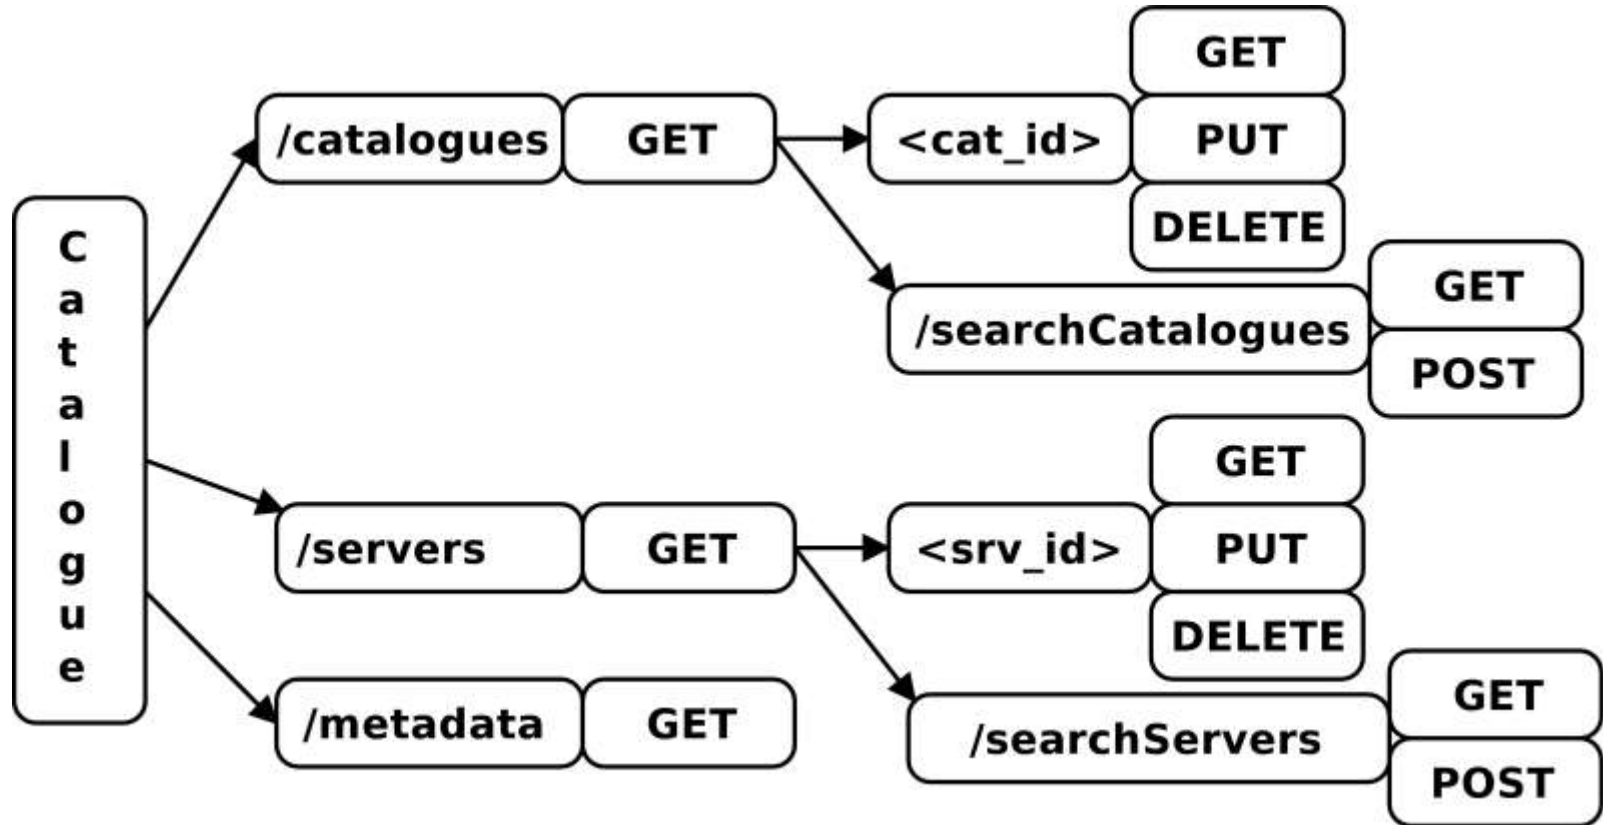 Catalogue
/catalogues GET
<cat_id>
GET
PUT
DELETE
/searchCatalogues
GET
POST
/servers GET
<srv_id>
GET
PUT
DELETE
/searchServers
GET
POST
/metadata GET